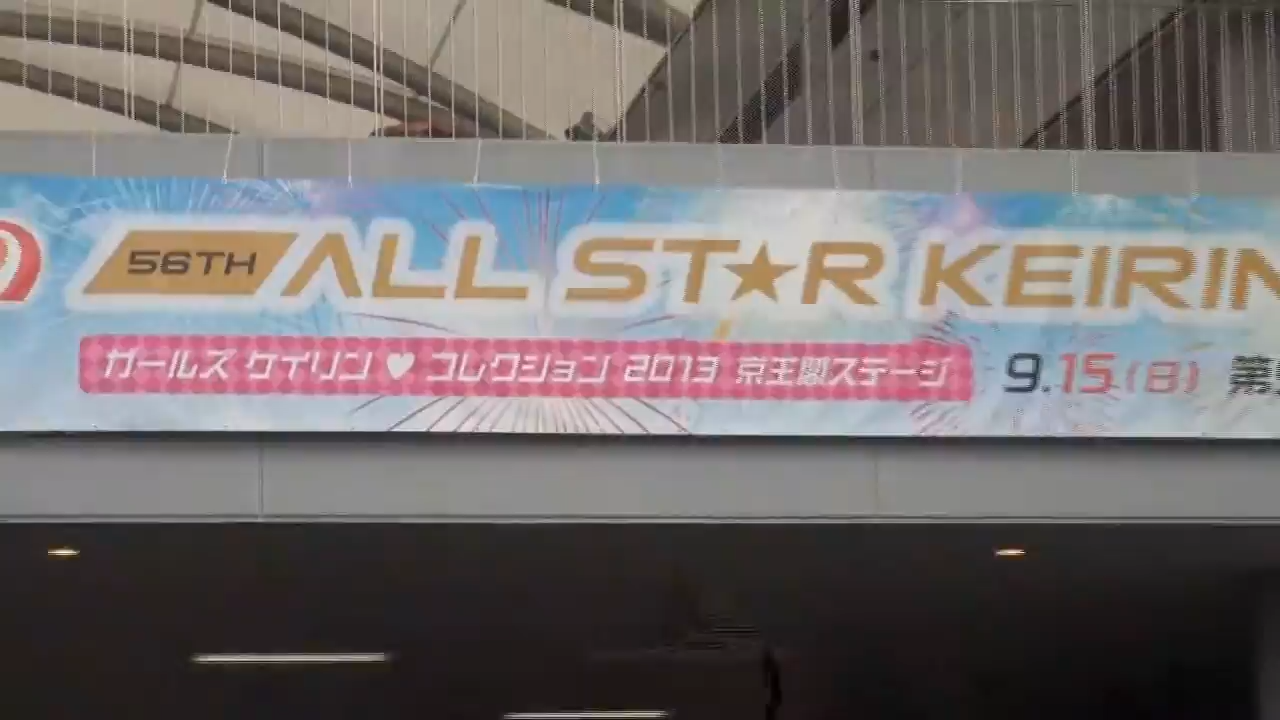 56TH ALL ST★R KEIRIN
ガールズ ケイリン ♥ コレクション 2013 京王閣ステージ 9.15(日) 第